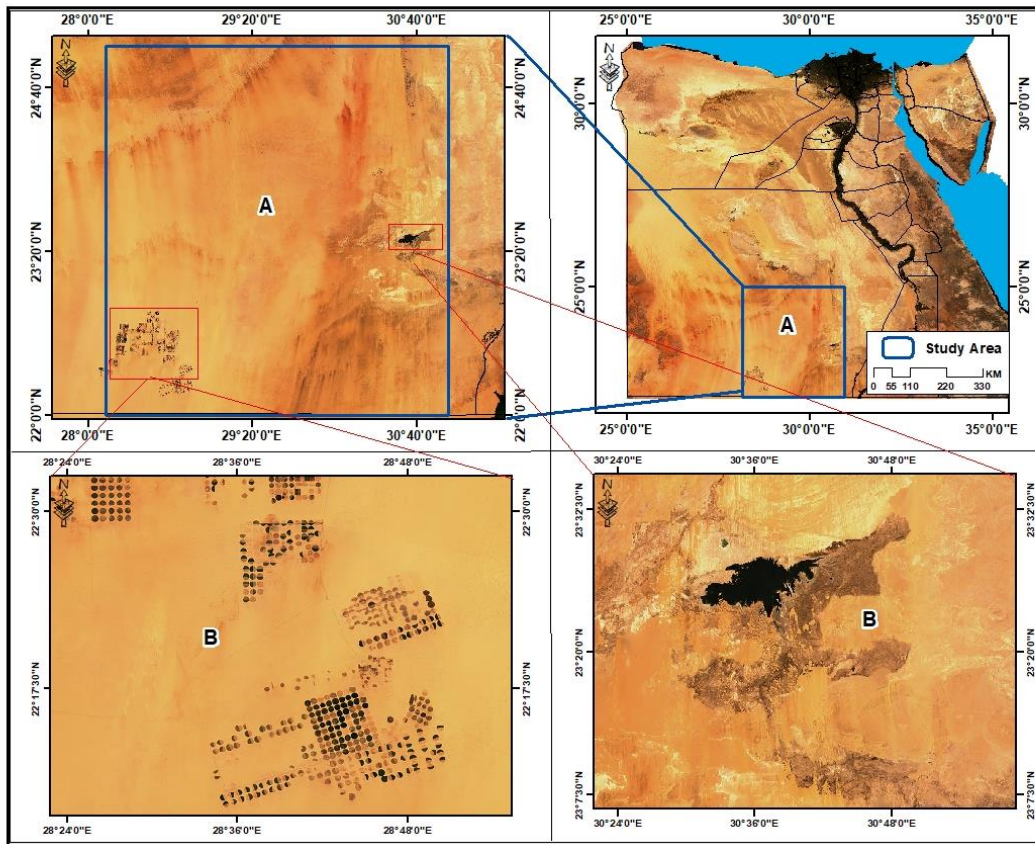 28°0'0"E 29°20'0"E 30°40'0"E
N
24°40'0"N
23°20'0"N
22°0'0"N
A
24°40'0"N
23°20'0"N
22°0'0"N
28°0'0"E 29°20'0"E 30°40'0"E
25°0'0"E 30°0'0"E 35°0'0"E
N
30°0'0"N
25°0'0"N
A
30°0'0"N
25°0'0"N
Study Area
KM
0 55 110 220 330
25°0'0"E 30°0'0"E 35°0'0"E
28°24'0"E 28°36'0"E 28°48'0"E
N
22°30'0"N
22°17'30"N
B
22°30'0"N
22°17'30"N
28°24'0"E 28°36'0"E 28°48'0"E
30°24'0"E 30°36'0"E 30°48'0"E
N
23°32'30"N
23°20'0"N
23°7'30"N
B
23°32'30"N
23°20'0"N
23°7'30"N
30°24'0"E 30°36'0"E 30°48'0"E